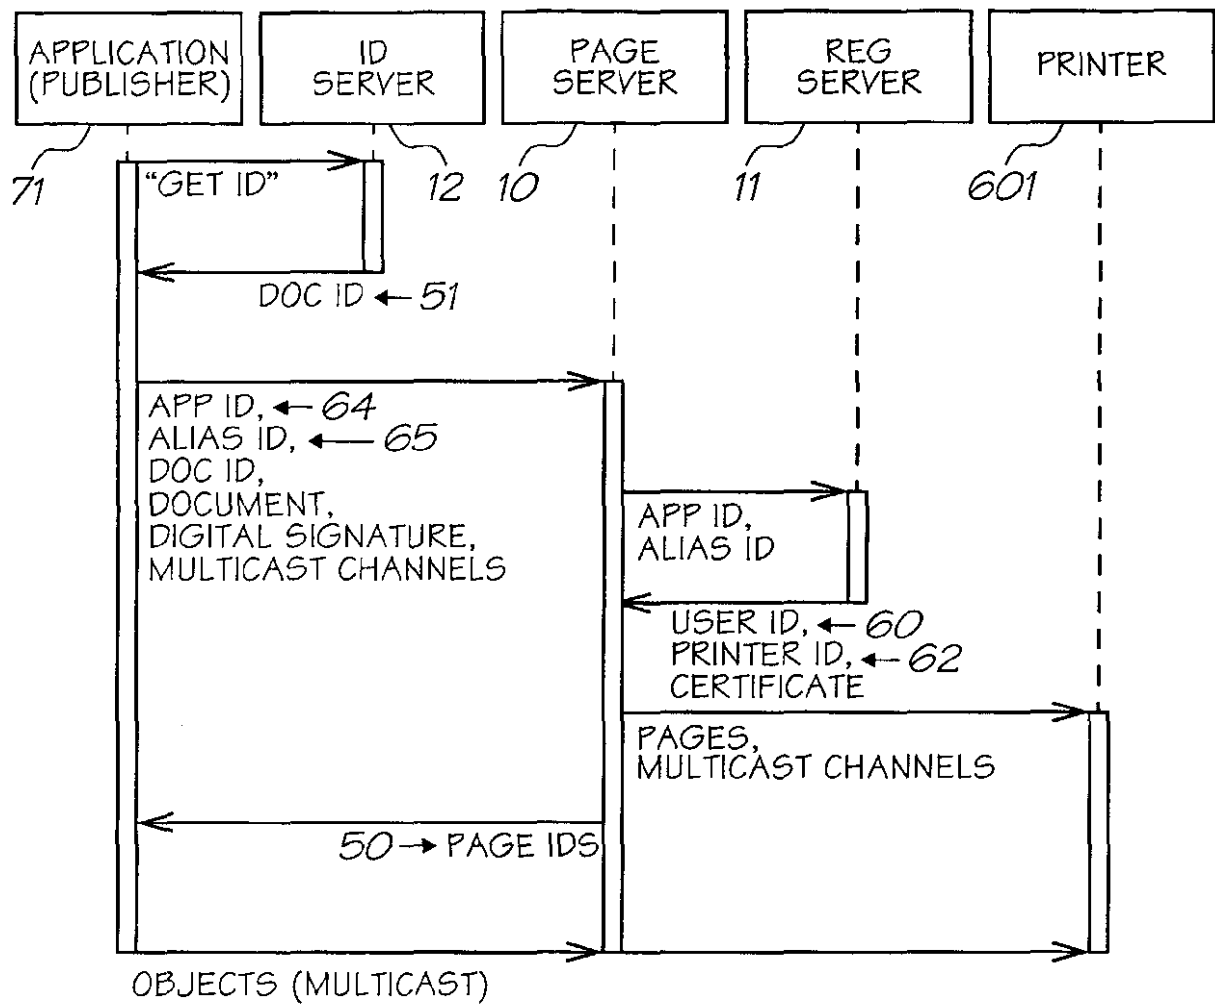 APPLICATION
(PUBLISHER)
ID
SERVER
PAGE
SERVER
REG
SERVER
PRINTER
71
12
10
11
601
"GET ID"
DOC ID ← 51
APP ID, ← 64
ALIAS ID, ← 65
DOC ID,
DOCUMENT,
DIGITAL SIGNATURE,
MULTICAST CHANNELS
APP ID,
ALIAS ID
USER ID, ← 60
PRINTER ID, ← 62
CERTIFICATE
PAGES,
MULTICAST CHANNELS
50 → PAGE IDS
OBJECTS (MULTICAST)